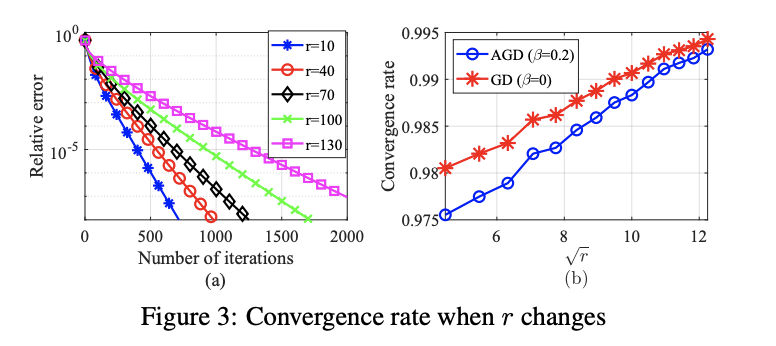 10^0
10^-5
Relative error
0
500
1000
1500
2000
Number of iterations
(a)
r=10
r=40
r=70
r=100
r=130
0.995
0.99
0.985
0.98
0.975
Convergence rate
AGD (β=0.2)
GD (β=0)
6
8
10
12
√r
(b)
Figure 3: Convergence rate when r changes